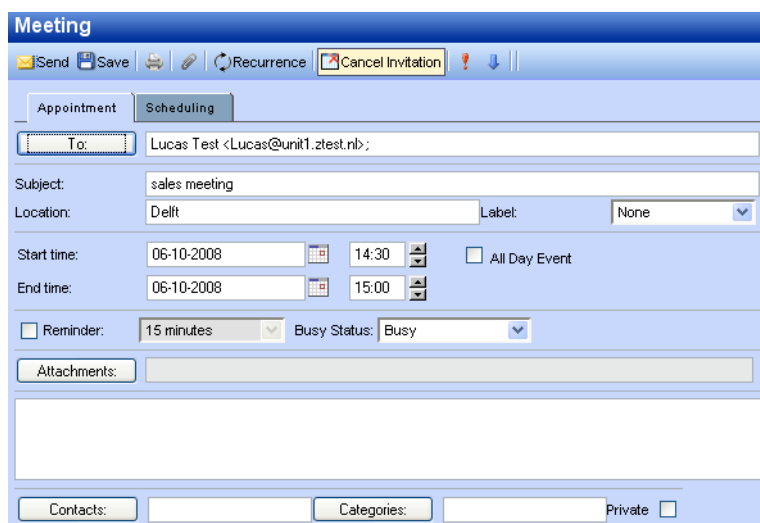 Meeting
Send Save Recurrence Cancel Invitation
Appointment Scheduling
To: Lucas Test <Lucas@unit1.ztest.nl>;
Subject: sales meeting
Location: Delft Label: None
Start time: 06-10-2008 14:30 All Day Event
End time: 06-10-2008 15:00
Reminder: 15 minutes Busy Status: Busy
Attachments:
Contacts: Categories: Private